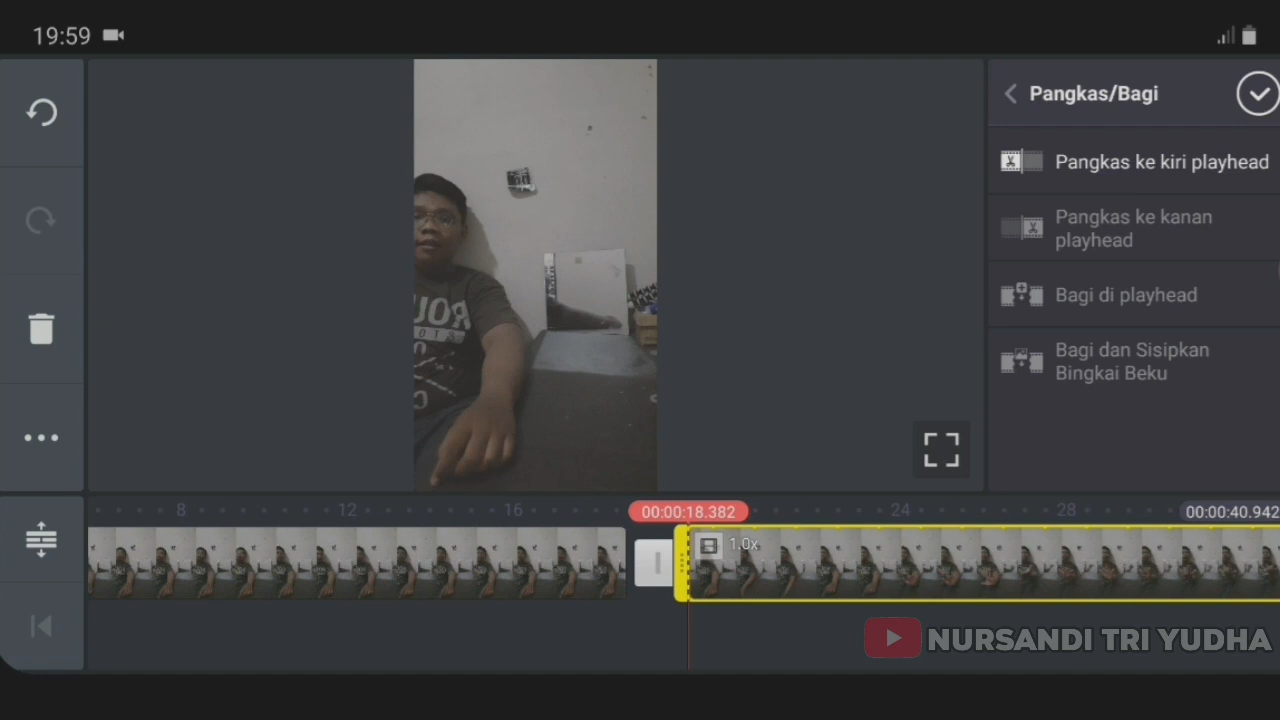 19:59
Pangkas/Bagi
Pangkas ke kiri playhead
Pangkas ke kanan
playhead
Bagi di playhead
Bagi dan Sisipkan
Bingkai Beku
8
12
16
00:00:18.382
24
28
00:00:40.942
1.0x
NURSANDI TRI YUDHA